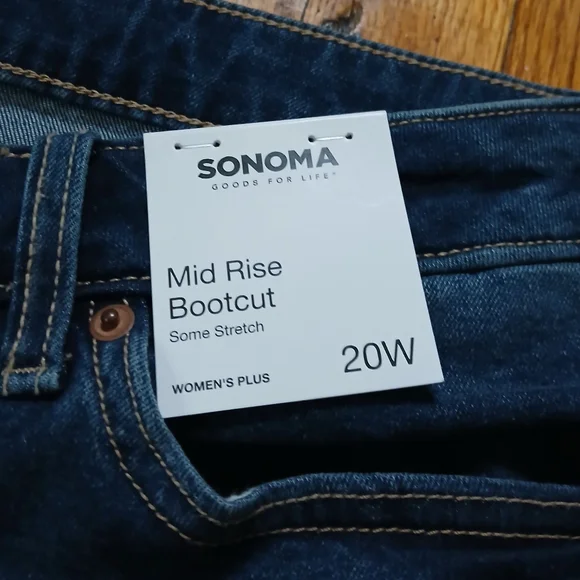 SONOMA
GOODS FOR LIFE®
Mid Rise
Bootcut
Some Stretch
20W
WOMEN'S PLUS